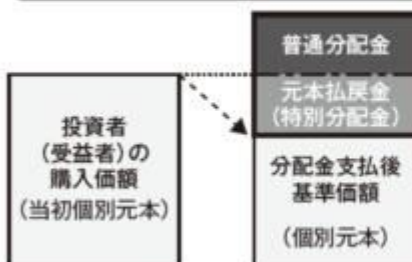 普通分配金
元本払戻金
(特別分配金)
投資者
(受益者)の
購入価額
(当初個別元本)
分配金支払後
基準価額
(個別元本)